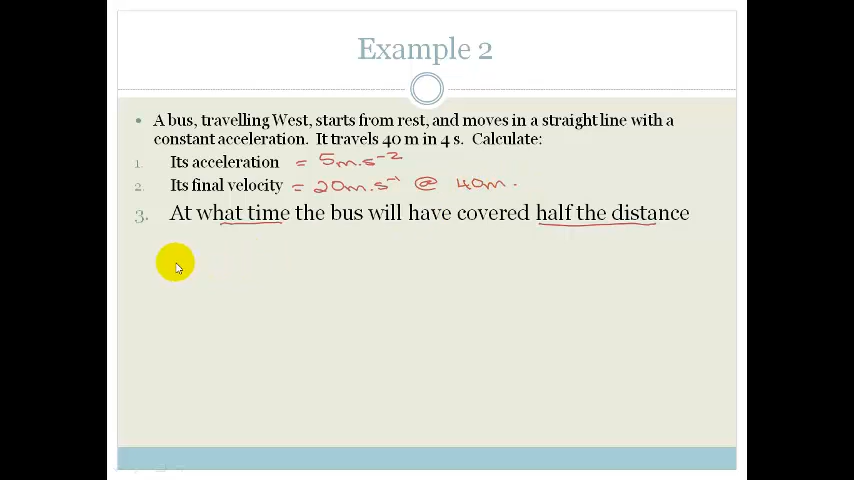 Example 2
• A bus, travelling West, starts from rest, and moves in a straight line with a
constant acceleration. It travels 40 m in 4 s. Calculate:
1. Its acceleration = 5m.s⁻²
2. Its final velocity = 20m.s⁻¹ @ 40m.
3. At what time the bus will have covered half the distance